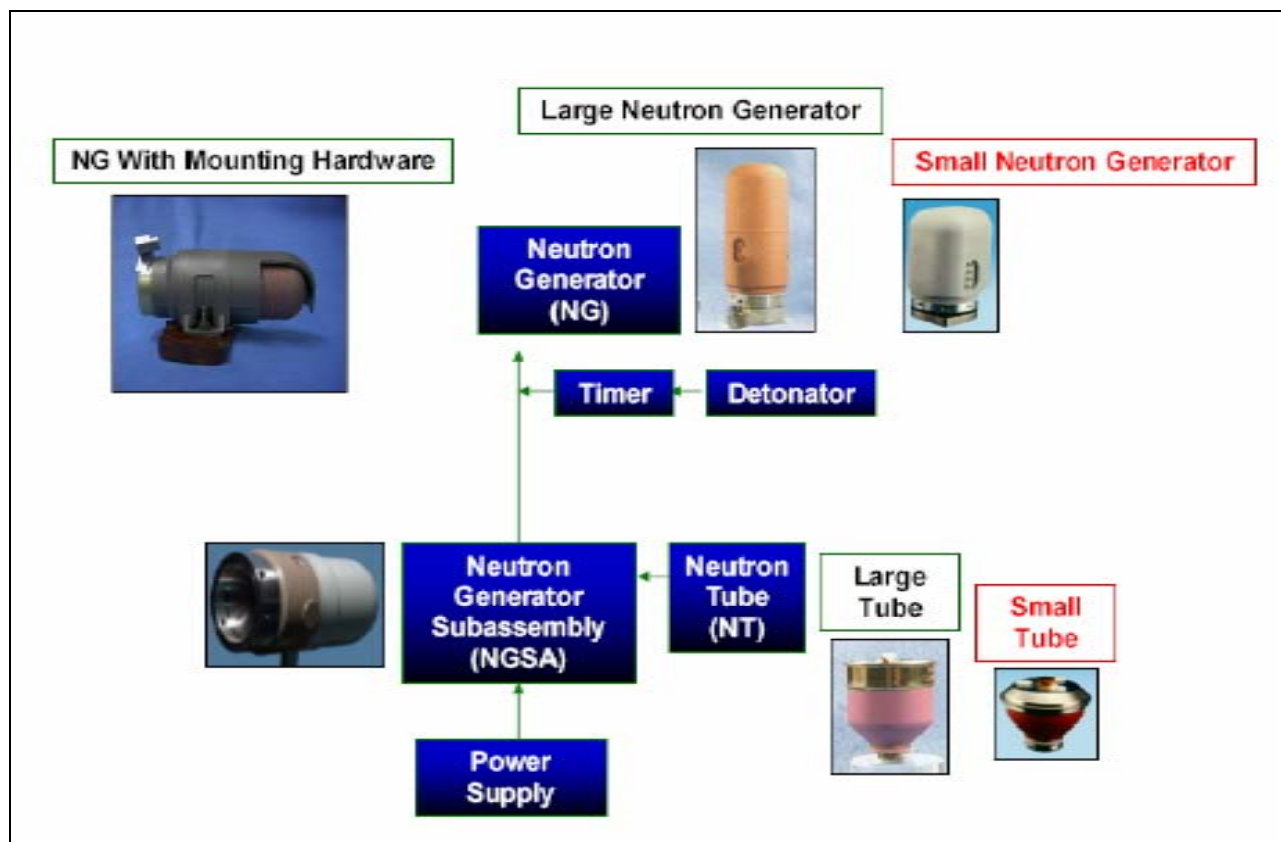 Large Neutron Generator
NG With Mounting Hardware
Small Neutron Generator
Neutron
Generator
(NG)
Timer
Detonator
Neutron
Generator
Subassembly
(NGSA)
Neutron
Tube
(NT)
Large
Tube
Small
Tube
Power
Supply